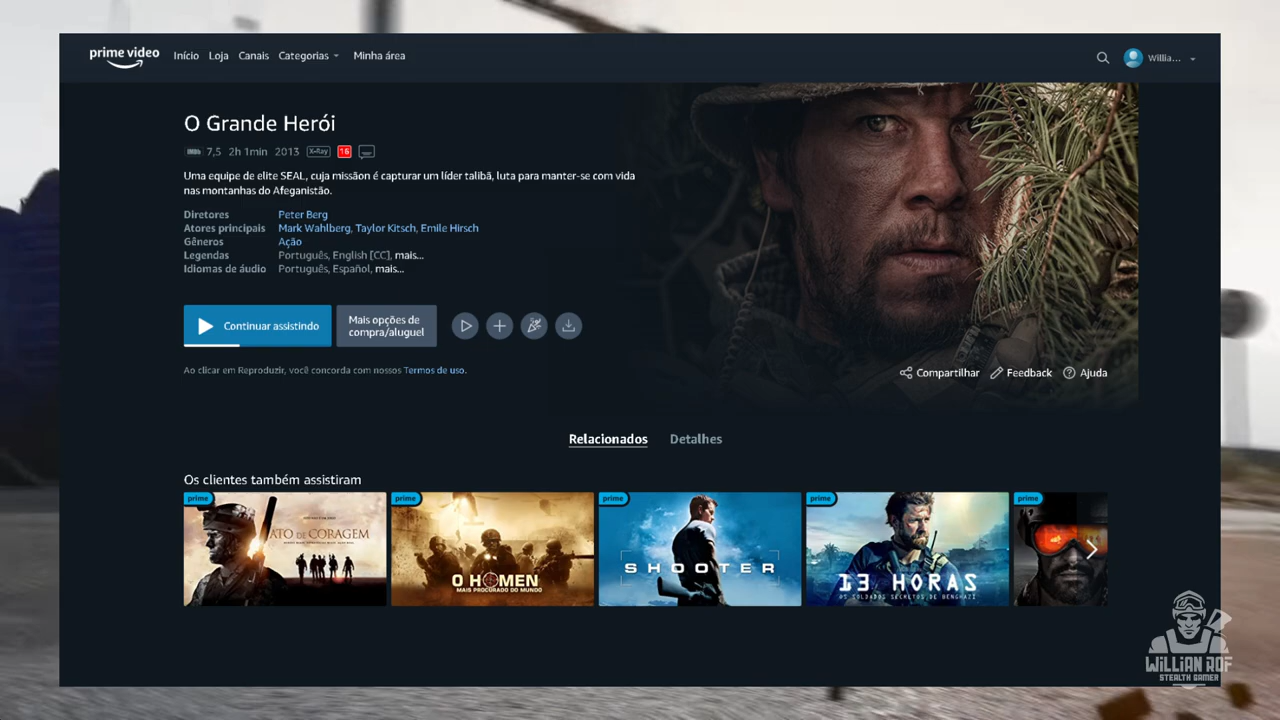 prime video Início Loja Canais Categorias Minha área Willia...
O Grande Herói
7,5 2h 1min 2013 X-Ray 16
Uma equipe de elite SEAL, cuja missãon é capturar um líder talibã, luta para manter-se com vida
nas montanhas do Afeganistão.
Diretores Peter Berg
Atores principais Mark Wahlberg, Taylor Kitsch, Emile Hirsch
Gêneros Ação
Legendas Português, English [CC], mais...
Idiomas de áudio Português, Español, mais...
Continuar assistindo
Mais opções de
compra/aluguel
Ao clicar em Reproduzir, você concorda com nossos Termos de uso.
Compartilhar Feedback Ajuda
Relacionados Detalhes
Os clientes também assistiram
prime prime prime prime prime
ATO DE CORAGEM
O HOMEN
MAIS PROCURADO DO MUNDO
SHOOTER
13 HORAS
OS SOLDADOS SECRETOS DE BENGHAZI
WILLIAN ROF
STEALTH GAMER